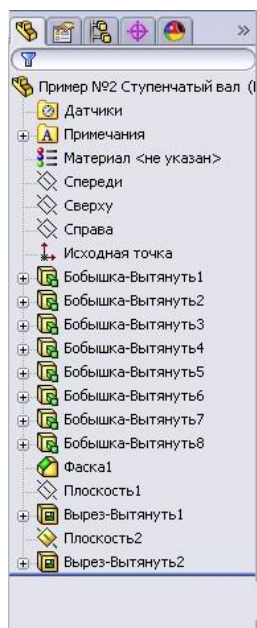 Пример №2 Ступенчатый вал (
Датчики
Примечания
Материал <не указан>
Спереди
Сверху
Справа
Исходная точка
Бобышка-Вытянуть1
Бобышка-Вытянуть2
Бобышка-Вытянуть3
Бобышка-Вытянуть4
Бобышка-Вытянуть5
Бобышка-Вытянуть6
Бобышка-Вытянуть7
Бобышка-Вытянуть8
Фаска1
Плоскость1
Вырез-Вытянуть1
Плоскость2
Вырез-Вытянуть2